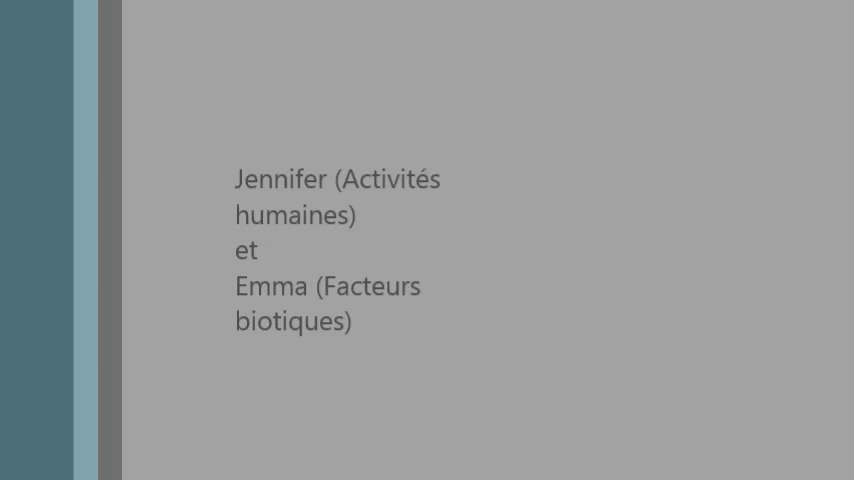 Jennifer (Activités
humaines)
et
Emma (Facteurs
biotiques)